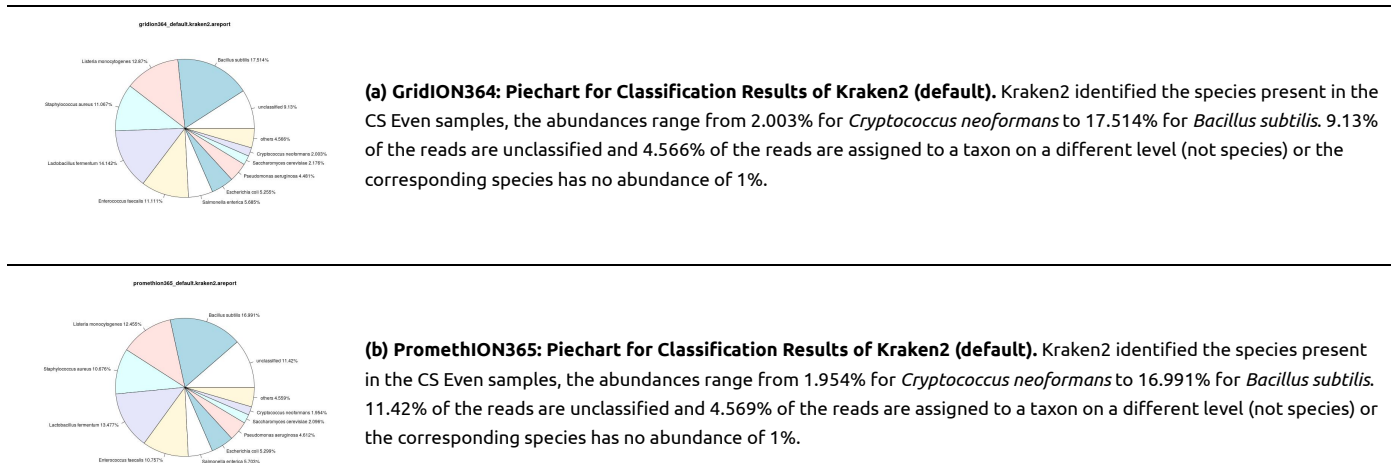 gridion364_default.kraken2.areport
Bacillus subtilis 17.514%
Listeria monocytogenes 12.87%
Staphylococcus aureus 11.067%
unclassified 9.13%
others 4.566%
Cryptococcus neoformans 2.003%
Saccharomyces cerevisiae 2.176%
Lactobacillus fermentum 14.142%
Pseudomonas aeruginosa 4.481%
Escherichia coli 5.255%
Enterococcus faecalis 11.111%
Salmonella enterica 5.685%
(a) GridION364: Piechart for Classification Results of Kraken2 (default). Kraken2 identified the species present in the
CS Even samples, the abundances range from 2.003% for Cryptococcus neoformans to 17.514% for Bacillus subtilis. 9.13%
of the reads are unclassified and 4.566% of the reads are assigned to a taxon on a different level (not species) or the
corresponding species has no abundance of 1%.
promethion365_default.kraken2.areport
Bacillus subtilis 16.991%
Listeria monocytogenes 12.455%
unclassified 11.42%
Staphylococcus aureus 10.676%
others 4.559%
Cryptococcus neoformans 1.954%
Saccharomyces cerevisiae 2.096%
Lactobacillus fermentum 13.477%
Pseudomonas aeruginosa 4.612%
Escherichia coli 5.299%
Enterococcus faecalis 10.757%
Salmonella enterica 5.703%
(b) PromethION365: Piechart for Classification Results of Kraken2 (default). Kraken2 identified the species present
in the CS Even samples, the abundances range from 1.954% for Cryptococcus neoformans to 16.991% for Bacillus subtilis.
11.42% of the reads are unclassified and 4.569% of the reads are assigned to a taxon on a different level (not species) or
the corresponding species has no abundance of 1%.